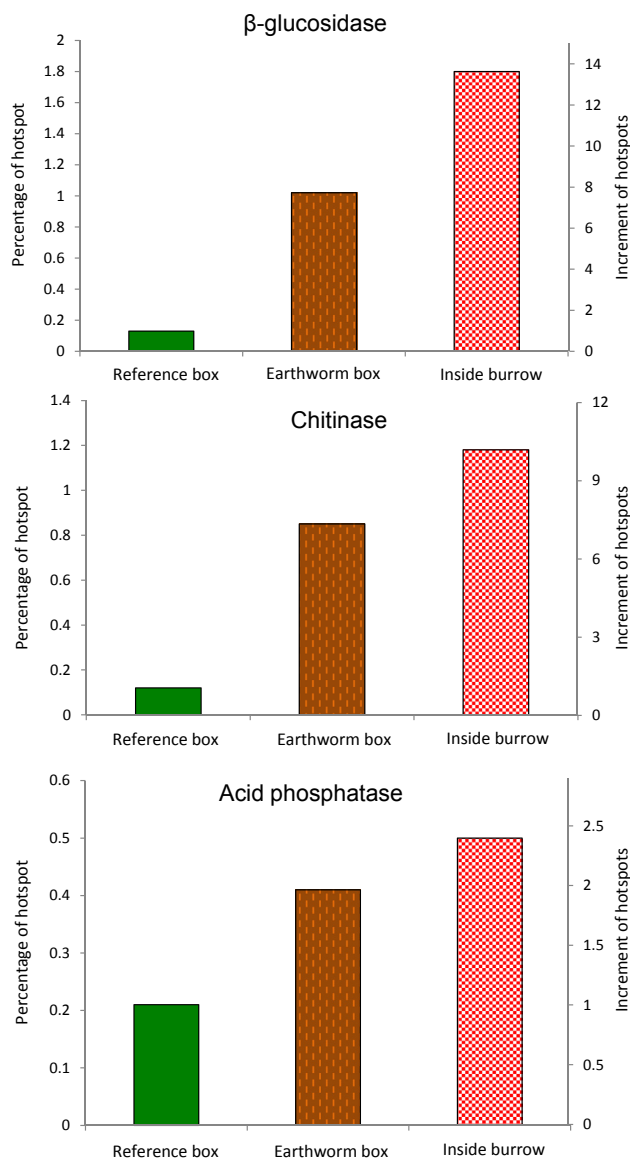 β-glucosidase
Percentage of hotspot
2
1.8
1.6
1.4
1.2
1
0.8
0.6
0.4
0.2
0
14
12
10
8
6
4
2
0
Increment of hotspots
Reference box
Earthworm box
Inside burrow
Chitinase
Percentage of hotspot
1.4
1.2
1
0.8
0.6
0.4
0.2
0
12
9
6
3
0
Increment of hotspots
Reference box
Earthworm box
Inside burrow
Acid phosphatase
Percentage of hotspot
0.6
0.5
0.4
0.3
0.2
0.1
0
2.5
2
1.5
1
0.5
0
Increment of hotspots
Reference box
Earthworm box
Inside burrow